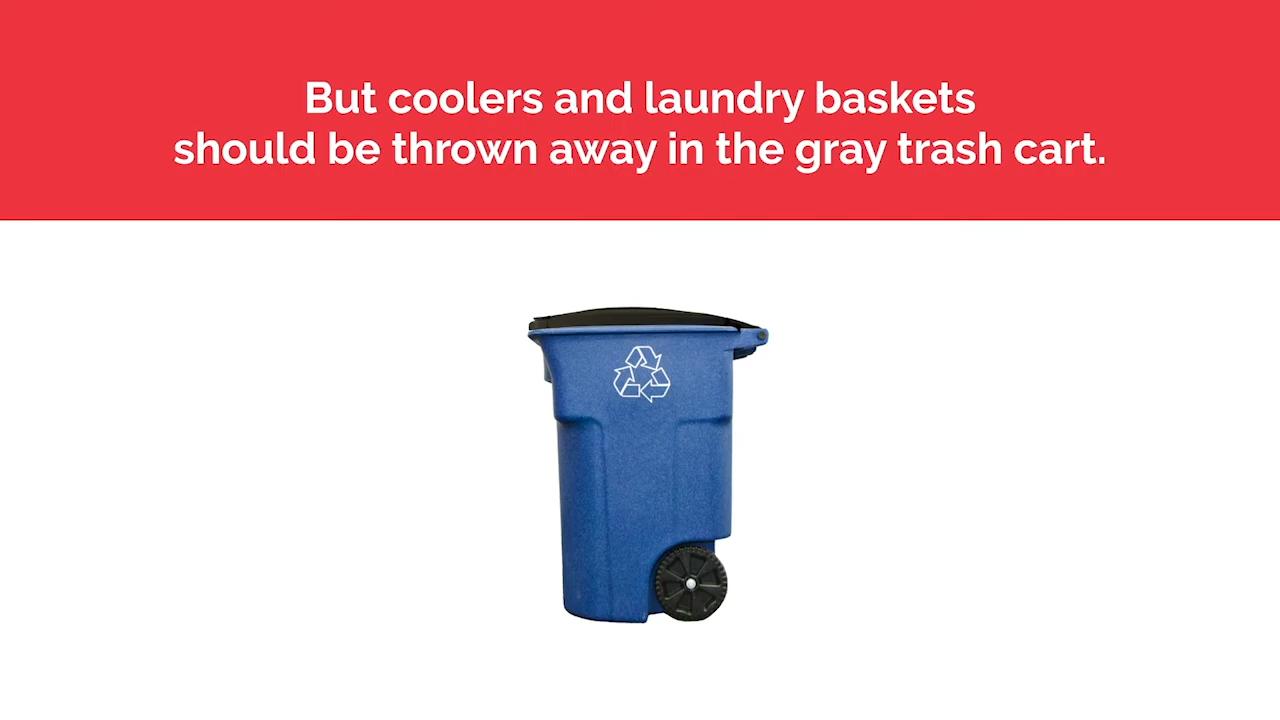 But coolers and laundry baskets
should be thrown away in the gray trash cart.